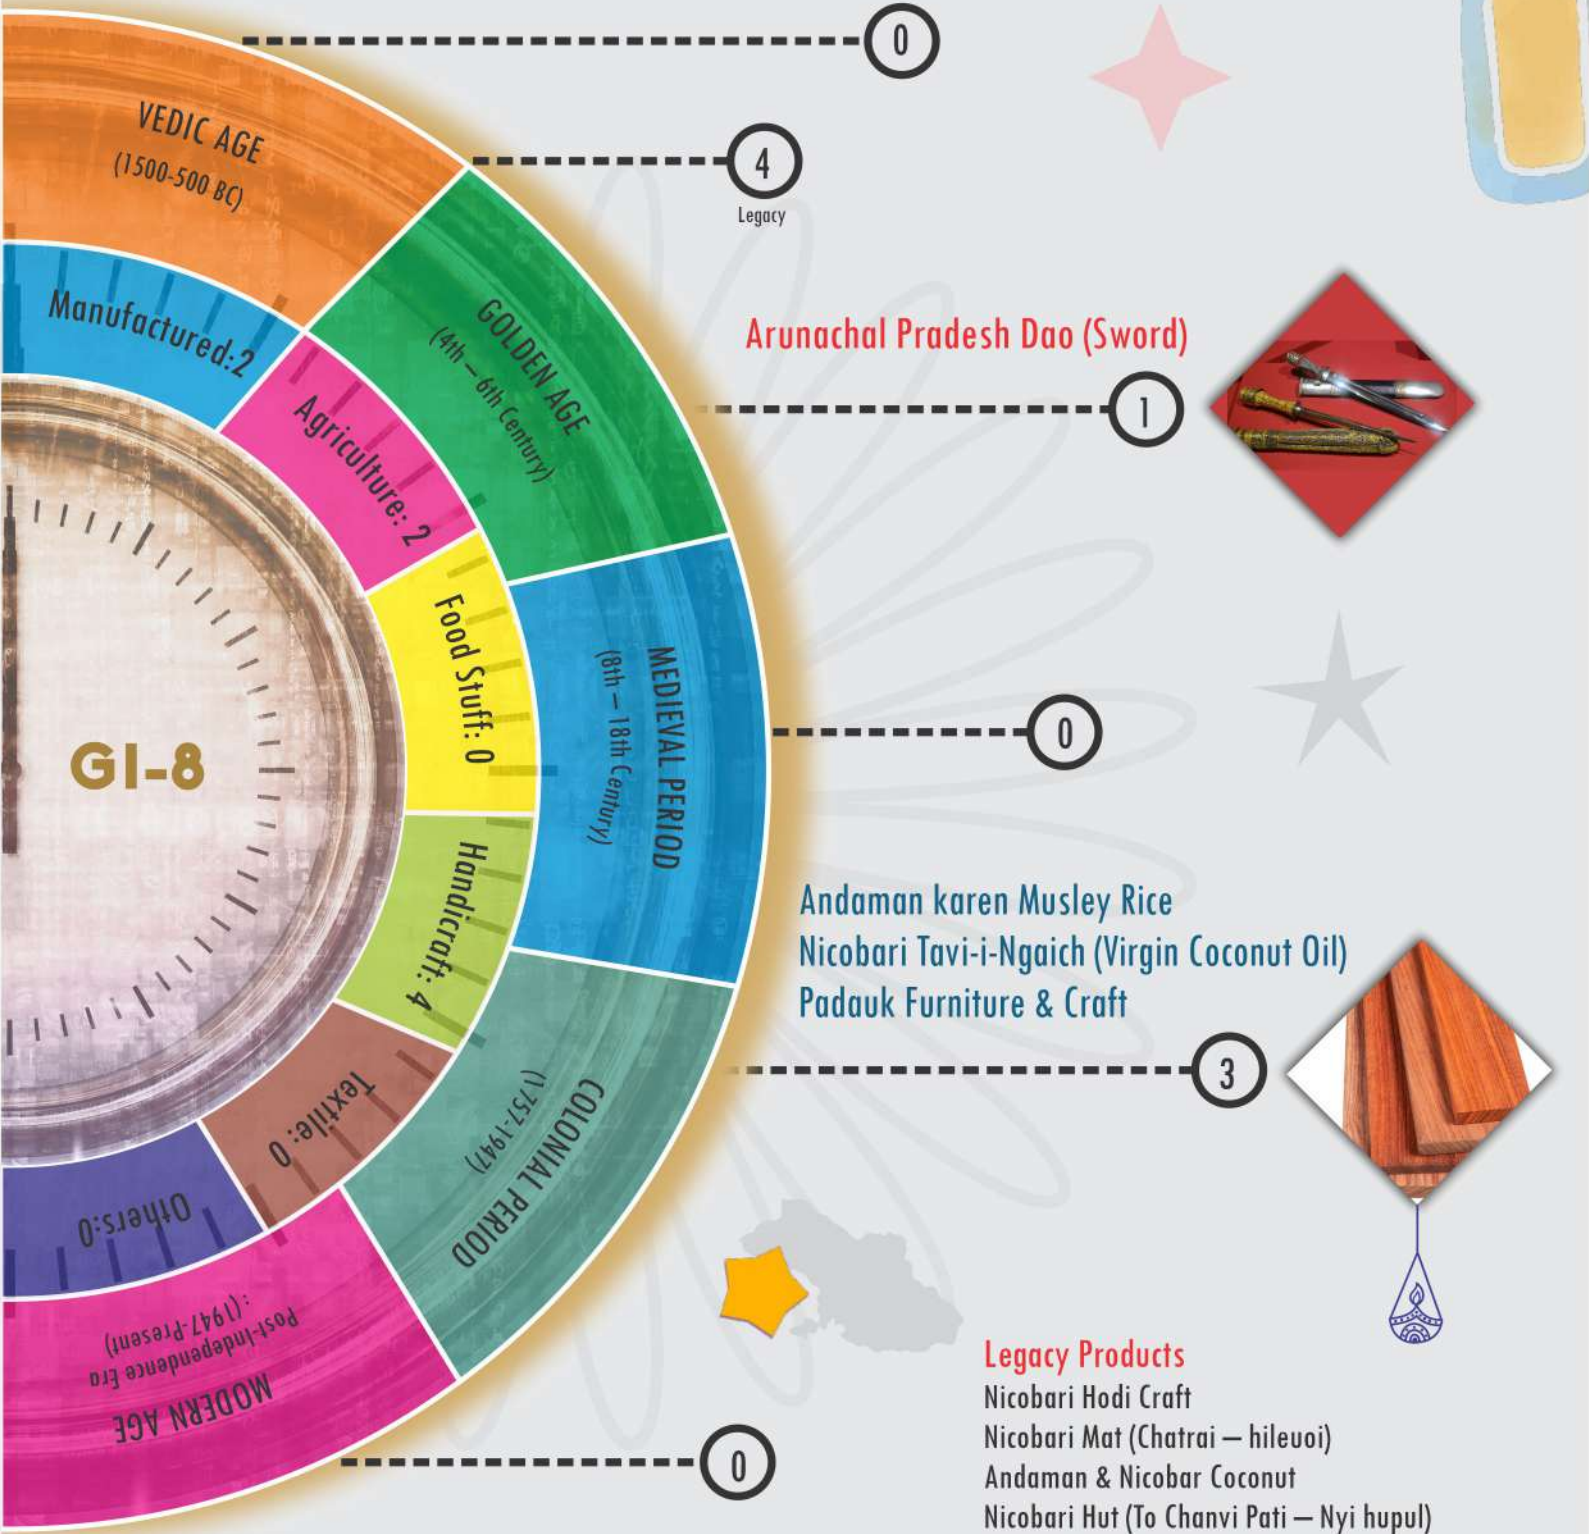 0
VEDIC AGE
(1500-500 BC)
4
Legacy
Manufactured:2
GOLDEN AGE
(4th – 6th Century)
Arunachal Pradesh Dao (Sword)
1
Agriculture: 2
Food Stuff: 0
MEDIEVAL PERIOD
(8th – 18th Century)
0
GI-8
Handicraft: 4
Andaman karen Musley Rice
Nicobari Tavi-i-Ngaich (Virgin Coconut Oil)
Padauk Furniture & Craft
3
COLONIAL PERIOD
(1757-1947)
Textile: 0
Others:0
MODERN AGE
Post-Independence Era
:(1947-Present)
0
Legacy Products
Nicobari Hodi Craft
Nicobari Mat (Chatrai – hileuoi)
Andaman & Nicobar Coconut
Nicobari Hut (To Chanvi Pati – Nyi hupul)